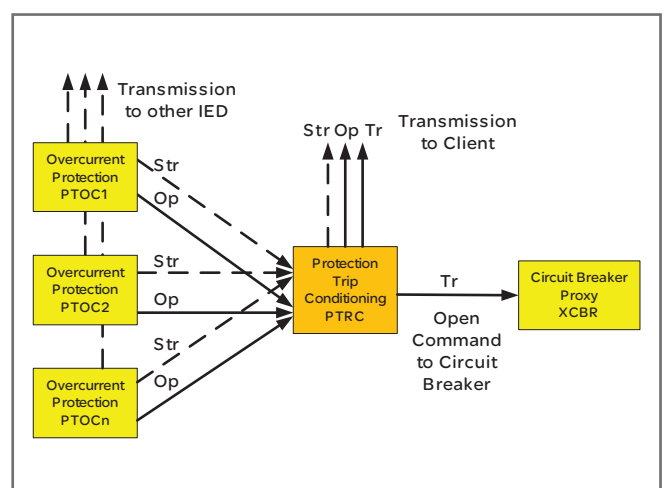 Transmission
to other IED
Str Op Tr
Transmission
to Client
Overcurrent
Protection
PTOC1
Str
Op
Overcurrent
Protection
PTOC2
Str
Op
Protection
Trip
Conditioning
PTRC
Tr
Open
Command
to Circuit
Breaker
Circuit Breaker
Proxy
XCBR
Overcurrent
Protection
PTOCn
Str
Op